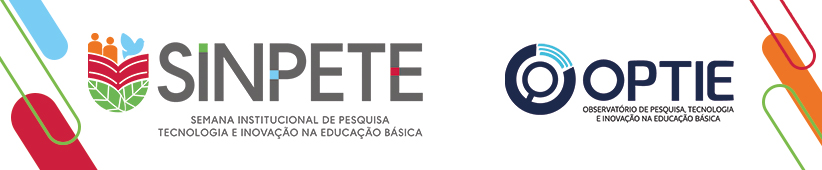 SINPETE
SEMANA INSTITUCIONAL DE PESQUISA
TECNOLOGIA E INOVAÇÃO NA EDUCAÇÃO BÁSICA
OPTIE
OBSERVATÓRIO DE PESQUISA, TECNOLOGIA
E INOVAÇÃO NA EDUCAÇÃO BÁSICA